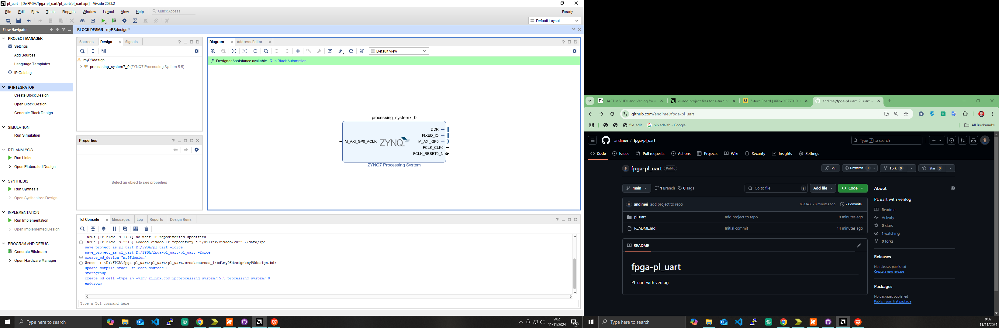 pl_uart - [D:/FPGA/fpga-pl_uart/pl_uart/pl_uart.xpr] - Vivado 2023.2
File Edit Flow Tools Reports Window Layout View Help Quick Access
Ready
Default Layout
Flow Navigator
PROJECT MANAGER
Settings
Add Sources
Language Templates
IP Catalog
IP INTEGRATOR
Create Block Design
Open Block Design
Generate Block Design
SIMULATION
Run Simulation
RTL ANALYSIS
Run Linter
Open Elaborated Design
SYNTHESIS
Run Synthesis
Open Synthesized Design
IMPLEMENTATION
Run Implementation
Open Implemented Design
PROGRAM AND DEBUG
Generate Bitstream
Open Hardware Manager
BLOCK DESIGN - myPSdesign *
Sources Design Signals
myPSdesign
processing_system7_0 (ZYNQ7 Processing System:5.5)
Properties
Select an object to see properties
Diagram Address Editor
Default View
Designer Assistance available. Run Block Automation
processing_system7_0
M_AXI_GP0_ACLK
ZYNQ
DDR
FIXED_IO
M_AXI_GP0
FCLK_CLK0
FCLK_RESET0_N
ZYNQ7 Processing System
Tcl Console Messages Log Reports Design Runs
INFO: [IP_Flow 19-1704] No user IP repositories specified
INFO: [IP_Flow 19-2313] Loaded Vivado IP repository 'C:/Xilinx/Vivado/2023.2/data/ip'.
save_project_as pl_uart D:/FPGA/pl_uart -force
save_project_as pl_uart D:/FPGA/fpga-pl_uart/pl_uart -force
create_bd_design "myPSdesign"
Wrote : <D:\FPGA\fpga-pl_uart\pl_uart\pl_uart.srcs\sources_1\bd\myPSdesign\myPSdesign.bd>
update_compile_order -fileset sources_1
startgroup
create_bd_cell -type ip -vlnv xilinx.com:ip:processing_system7:5.5 processing_system7_0
endgroup
Type a Tcl command here
Type here to search
9:02
11/11/2024
5
UART in VHDL and Verilog for
vivado project files for z-turn b
Z-turn Board | Xilinx XC7Z010,
andimei/fpga-pl_uart: PL uart w
github.com/andimei/fpga-pl_uart
file_edit
pin adalah - Google...
All Bookmarks
andimei / fpga-pl_uart
Type / to search
Code Issues Pull requests Actions Projects Wiki Security Insights Settings
fpga-pl_uart Public
Pin Unwatch 1 Fork 0 Star 0
main 1 Branch 0 Tags
Go to file t
Add file Code
andimei add project to repo 8833480 · 8 minutes ago 2 Commits
pl_uart add project to repo 8 minutes ago
README.md Initial commit 14 minutes ago
README
fpga-pl_uart
PL uart with verilog
About
PL uart with verilog
Readme
Activity
0 stars
1 watching
0 forks
Releases
No releases published
Create a new release
Packages
No packages published
Publish your first package
Type here to search
9:02
11/11/2024